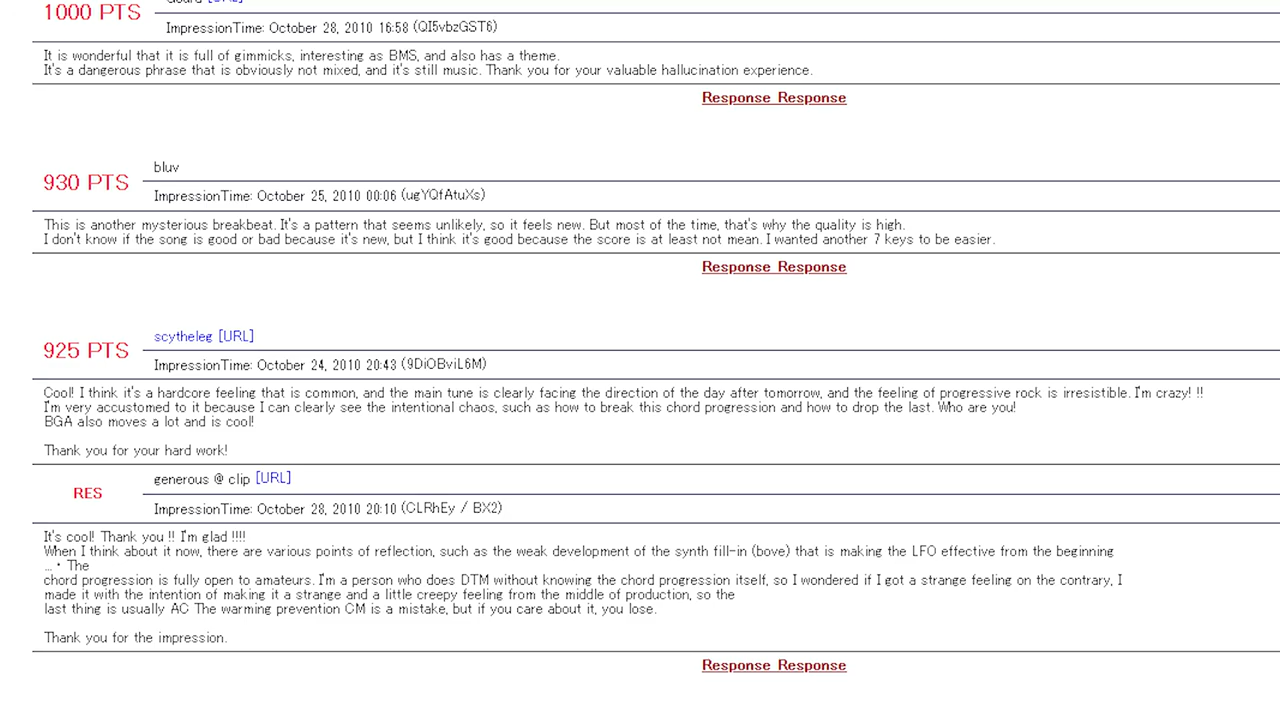 1000 PTS
[URL]
ImpressionTime: October 28, 2010 16:58 (QI5vbzGST6)
It is wonderful that it is full of gimmicks, interesting as BMS, and also has a theme.
It's a dangerous phrase that is obviously not mixed, and it's still music. Thank you for your valuable hallucination experience.
Response Response
930 PTS
bluv
ImpressionTime: October 25, 2010 00:06 (ugYQfAtuXs)
This is another mysterious breakbeat. It's a pattern that seems unlikely, so it feels new. But most of the time, that's why the quality is high.
I don't know if the song is good or bad because it's new, but I think it's good because the score is at least not mean. I wanted another 7 keys to be easier.
Response Response
925 PTS
scytheleg [URL]
ImpressionTime: October 24, 2010 20:43 (9DiOBviL6M)
Cool! I think it's a hardcore feeling that is common, and the main tune is clearly facing the direction of the day after tomorrow, and the feeling of progressive rock is irresistible. I'm crazy! !!
I'm very accustomed to it because I can clearly see the intentional chaos, such as how to break this chord progression and how to drop the last. Who are you!
BGA also moves a lot and is cool!
Thank you for your hard work!
RES
generous @ clip [URL]
ImpressionTime: October 28, 2010 20:10 (CLRhEy / BX2)
It's cool! Thank you !! I'm glad !!!!
When I think about it now, there are various points of reflection, such as the weak development of the synth fill-in (bove) that is making the LFO effective from the beginning
... · The
chord progression is fully open to amateurs. I'm a person who does DTM without knowing the chord progression itself, so I wondered if I got a strange feeling on the contrary, I
made it with the intention of making it a strange and a little creepy feeling from the middle of production, so the
last thing is usually AC The warming prevention CM is a mistake, but if you care about it, you lose.
Thank you for the impression.
Response Response